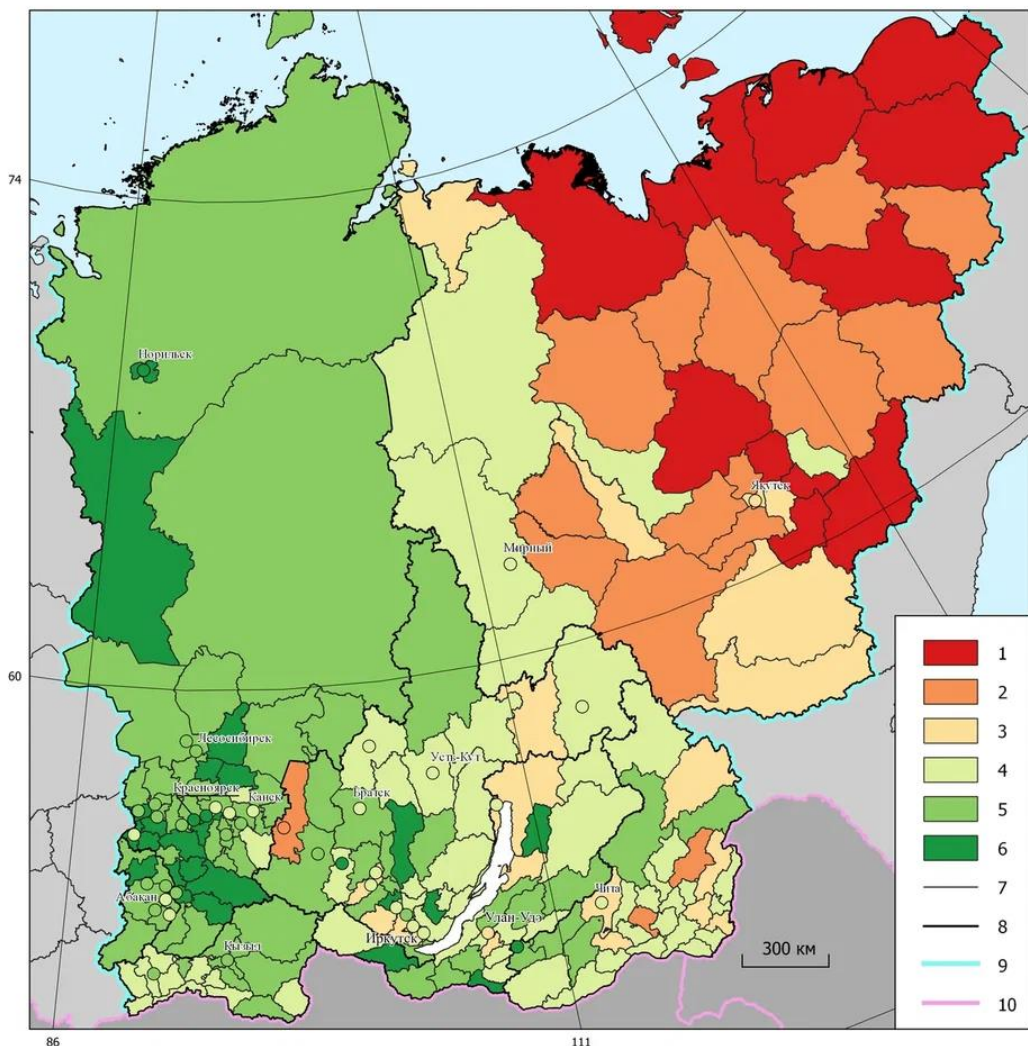 74
Норильск
Якутск
Мирный
60
Лесосибирск
Усть-Кут
Красноярск
Канск
Братск
Абакан
Чита
Улан-Удэ
Иркутск
Кызыл
300 км
1
2
3
4
5
6
7
8
9
10
86
111